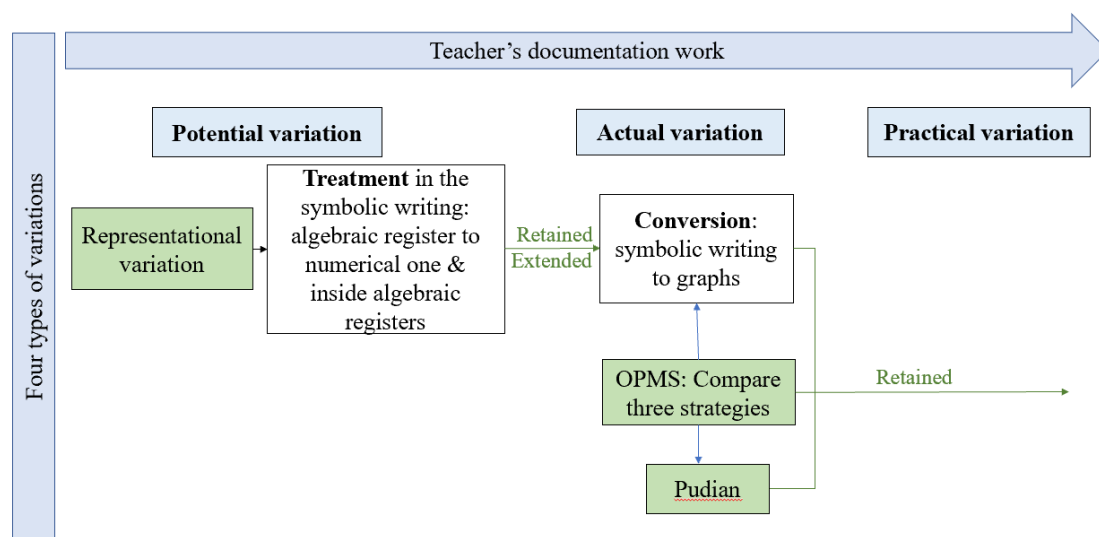 Teacher's documentation work
Four types of variations
Potential variation
Actual variation
Practical variation
Representational
variation
Treatment in the
symbolic writing:
algebraic register to
numerical one &
inside algebraic
registers
Retained
Extended
Conversion:
symbolic writing
to graphs
OPMS: Compare
three strategies
Retained
Pudian